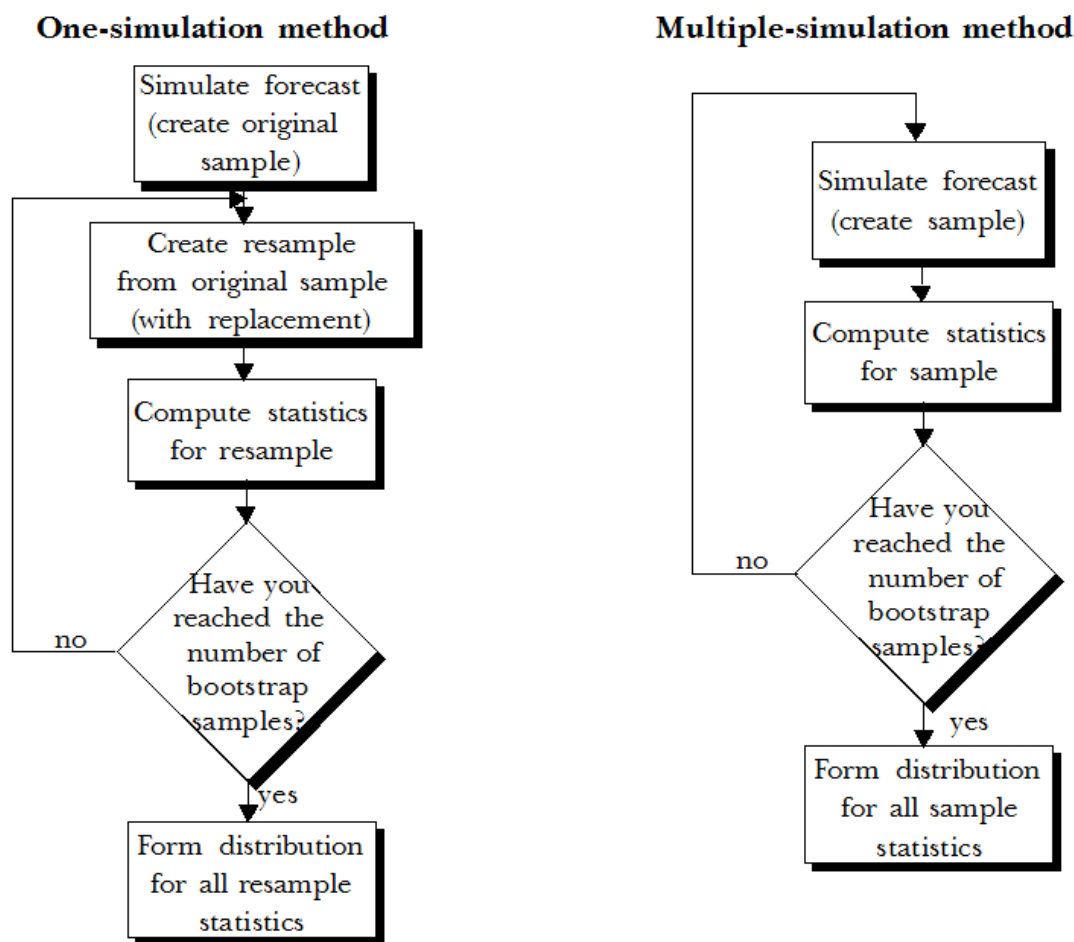 One-simulation method
Simulate forecast
(create original
sample)
Create resample
from original sample
(with replacement)
Compute statistics
for resample
Have you
reached the
number of
bootstrap
samples?
no
yes
Form distribution
for all resample
statistics
Multiple-simulation method
Simulate forecast
(create sample)
Compute statistics
for sample
Have you
reached the
number of
bootstrap
samples?
no
yes
Form distribution
for all sample
statistics